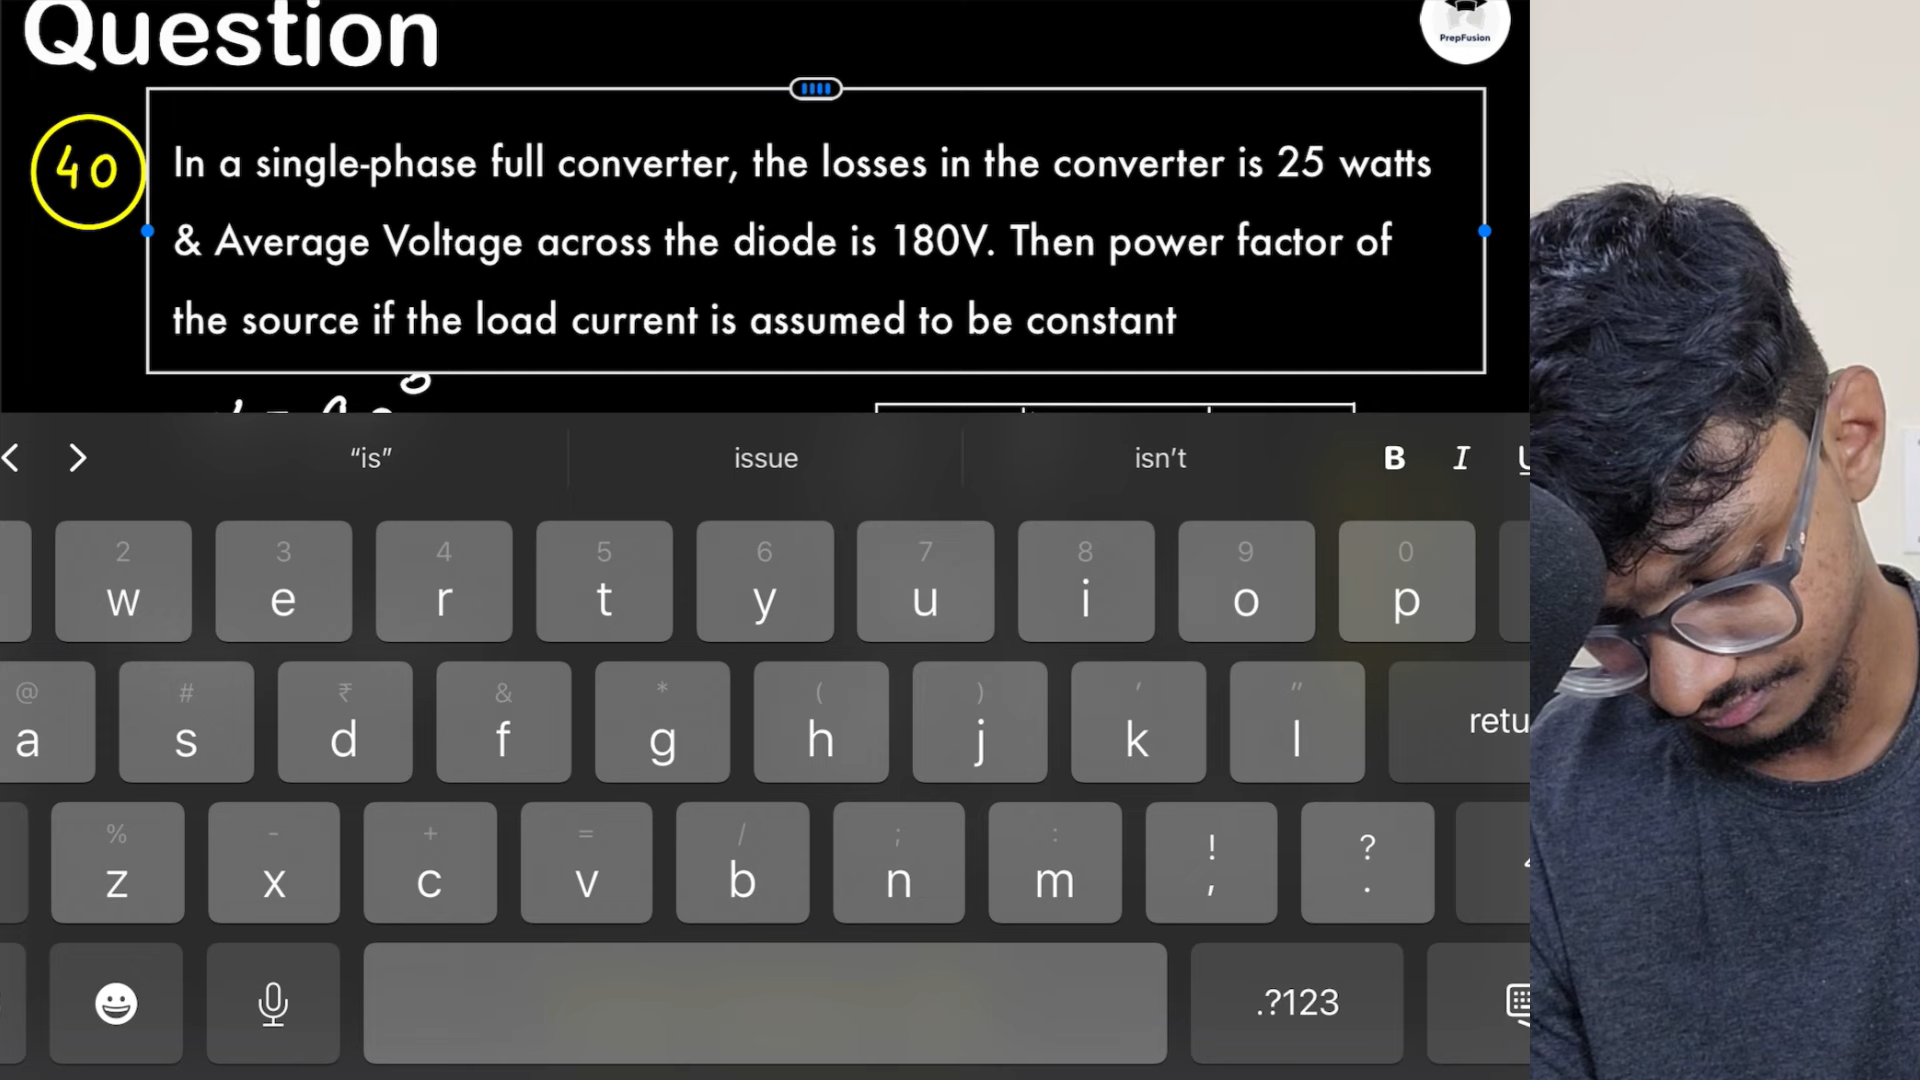 Question
PrepFusion
40
In a single-phase full converter, the losses in the converter is 25 watts
& Average Voltage across the diode is 180V. Then power factor of
the source if the load current is assumed to be constant
“is” issue isn’t B I U
2 3 4 5 6 7 8 9 0
w e r t y u i o p
@ # ₹ & * ( ) ' "
a s d f g h j k l retu
% - + = / ; : ! ?
z x c v b n m , .
.?123